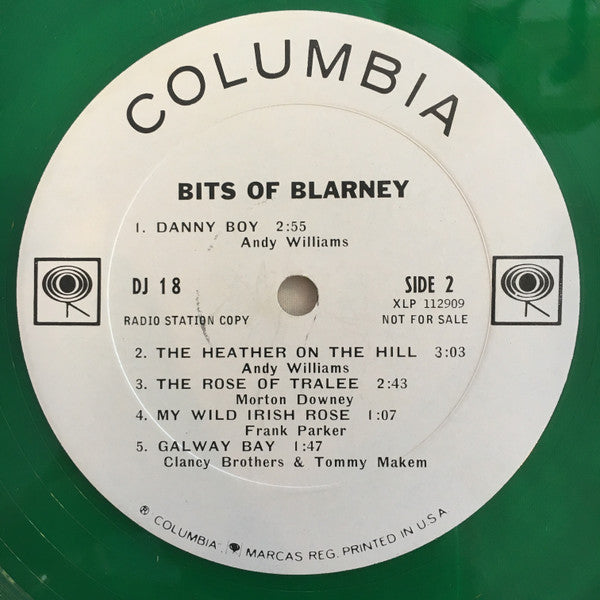 COLUMBIA
BITS OF BLARNEY
1. DANNY BOY 2:55
Andy Williams
DJ 18
SIDE 2
XLP 112909
RADIO STATION COPY
NOT FOR SALE
2. THE HEATHER ON THE HILL 3:03
Andy Williams
3. THE ROSE OF TRALEE 2:43
Morton Downey
4. MY WILD IRISH ROSE 1:07
Frank Parker
5. GALWAY BAY 1:47
Clancy Brothers & Tommy Makem
® COLUMBIA, MARCAS REG. PRINTED IN U.S.A.